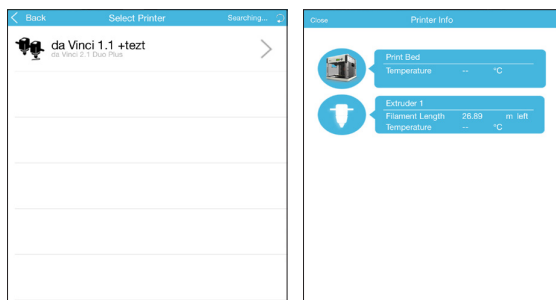 Back Select Printer Searching...
da Vinci 1.1 +tezt
da Vinci 2.1 Duo Plus
Close Printer Info
Print Bed
Temperature -- °C
Extruder 1
Filament Length 26.89 m left
Temperature -- °C